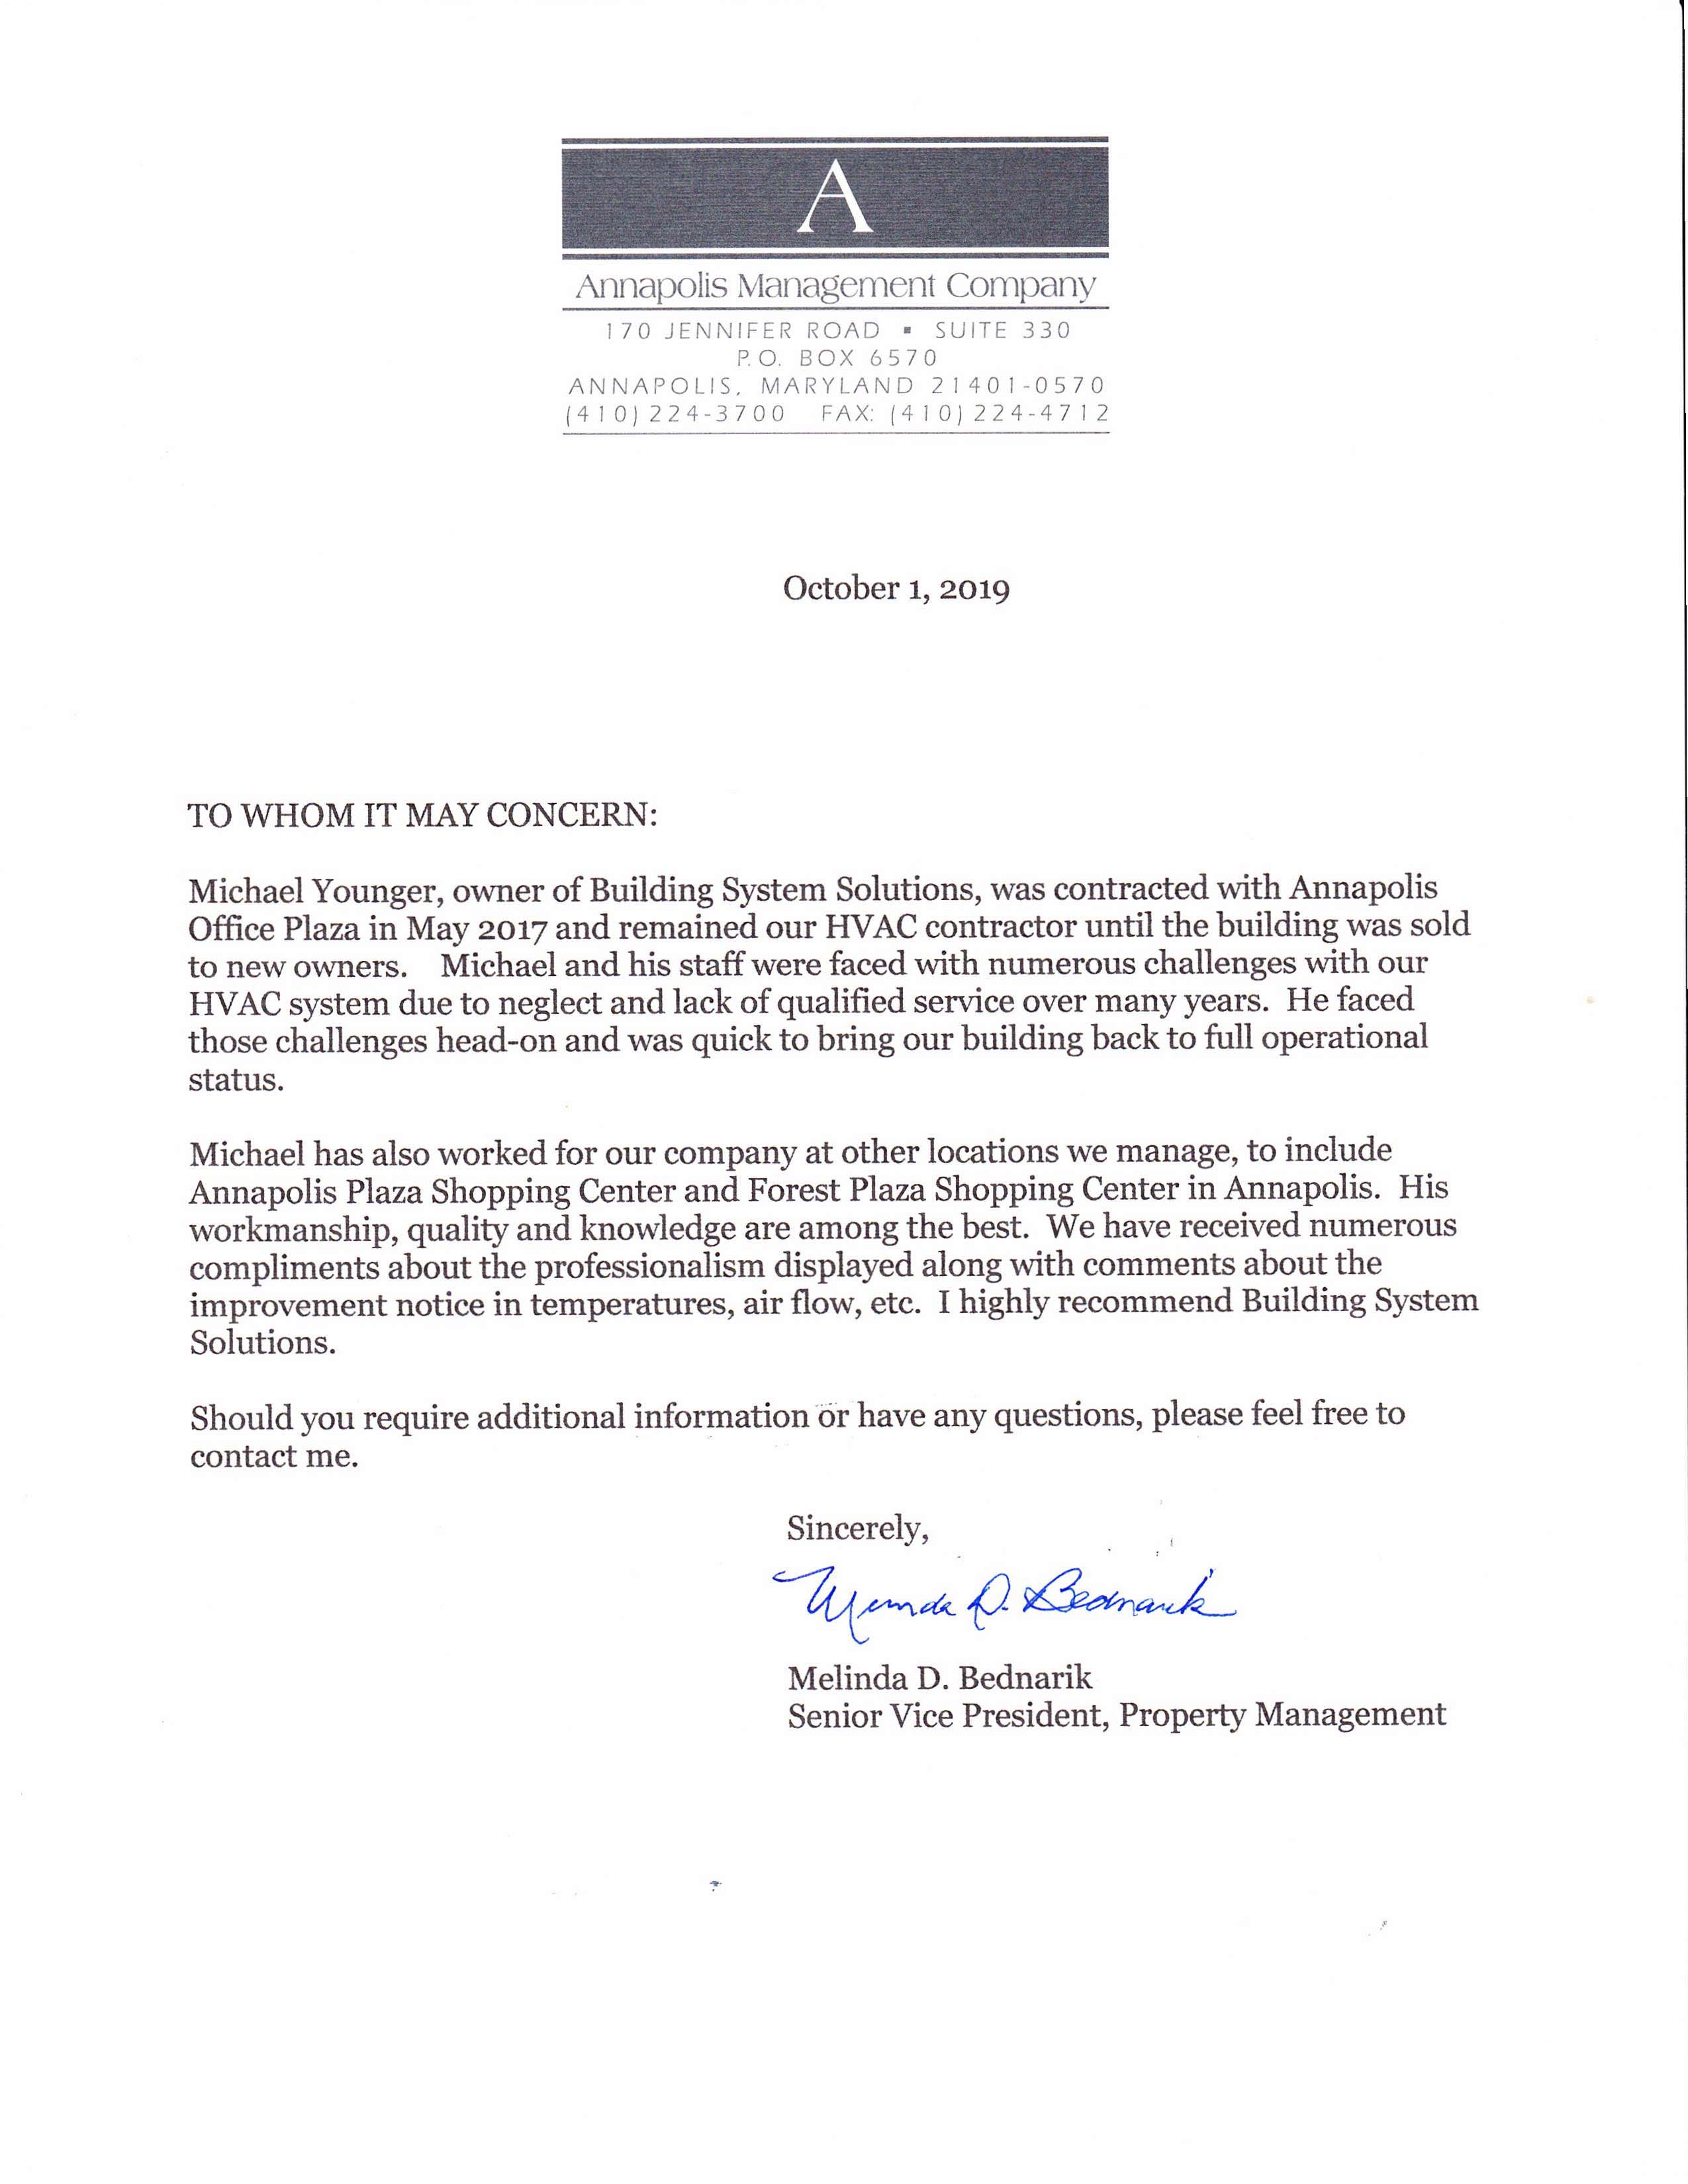 A
Annapolis Management Company
170 JENNIFER ROAD ▪ SUITE 330
P.O. BOX 6570
ANNAPOLIS, MARYLAND 21401-0570
(410) 224-3700 FAX: (410) 224-4712
October 1, 2019
TO WHOM IT MAY CONCERN:
Michael Younger, owner of Building System Solutions, was contracted with Annapolis
Office Plaza in May 2017 and remained our HVAC contractor until the building was sold
to new owners. Michael and his staff were faced with numerous challenges with our
HVAC system due to neglect and lack of qualified service over many years. He faced
those challenges head-on and was quick to bring our building back to full operational
status.
Michael has also worked for our company at other locations we manage, to include
Annapolis Plaza Shopping Center and Forest Plaza Shopping Center in Annapolis. His
workmanship, quality and knowledge are among the best. We have received numerous
compliments about the professionalism displayed along with comments about the
improvement notice in temperatures, air flow, etc. I highly recommend Building System
Solutions.
Should you require additional information or have any questions, please feel free to
contact me.
Sincerely,
Melinda D. Bednarik
Melinda D. Bednarik
Senior Vice President, Property Management